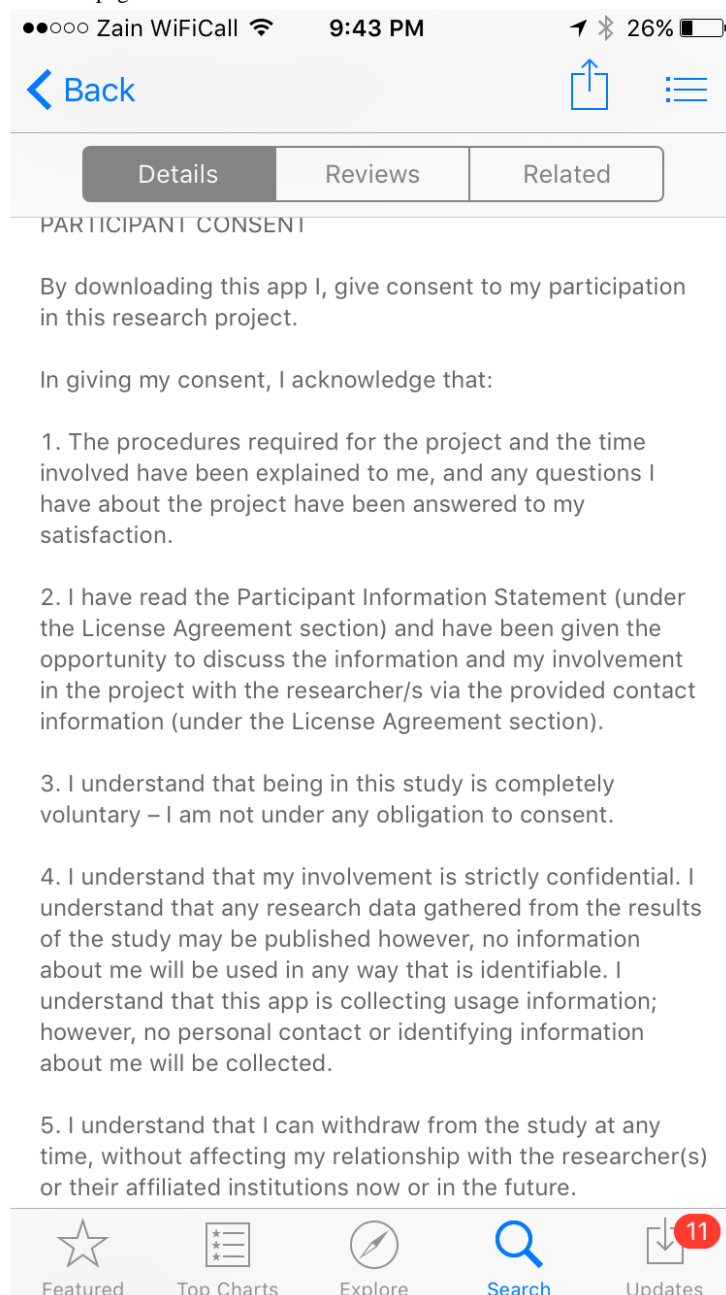 Zain WiFiCall 9:43 PM 26%
Back
Details Reviews Related
PARTICIPANT CONSENT
By downloading this app I, give consent to my participation
in this research project.
In giving my consent, I acknowledge that:
1. The procedures required for the project and the time
involved have been explained to me, and any questions I
have about the project have been answered to my
satisfaction.
2. I have read the Participant Information Statement (under
the License Agreement section) and have been given the
opportunity to discuss the information and my involvement
in the project with the researcher/s via the provided contact
information (under the License Agreement section).
3. I understand that being in this study is completely
voluntary – I am not under any obligation to consent.
4. I understand that my involvement is strictly confidential. I
understand that any research data gathered from the results
of the study may be published however, no information
about me will be used in any way that is identifiable. I
understand that this app is collecting usage information;
however, no personal contact or identifying information
about me will be collected.
5. I understand that I can withdraw from the study at any
time, without affecting my relationship with the researcher(s)
or their affiliated institutions now or in the future.
11
Featured Top Charts Explore Search Updates